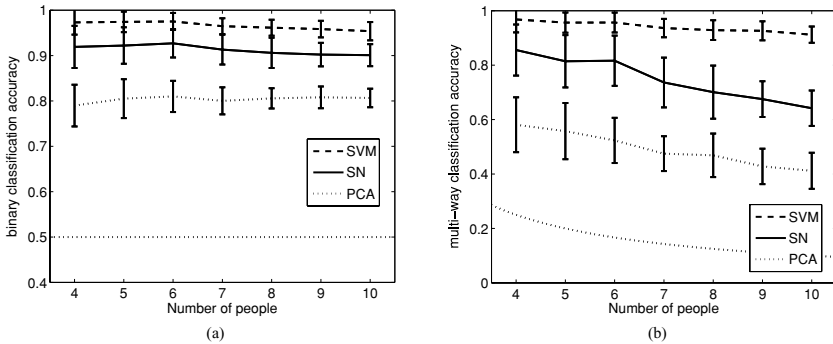 binary classification accuracy
1
0.9
0.8
0.7
0.6
0.5
0.4
SVM
SN
PCA
4 5 6 7 8 9 10
Number of people
(a)
multi−way classification accuracy
1
0.8
0.6
0.4
0.2
0
SVM
SN
PCA
4 5 6 7 8 9 10
Number of people
(b)